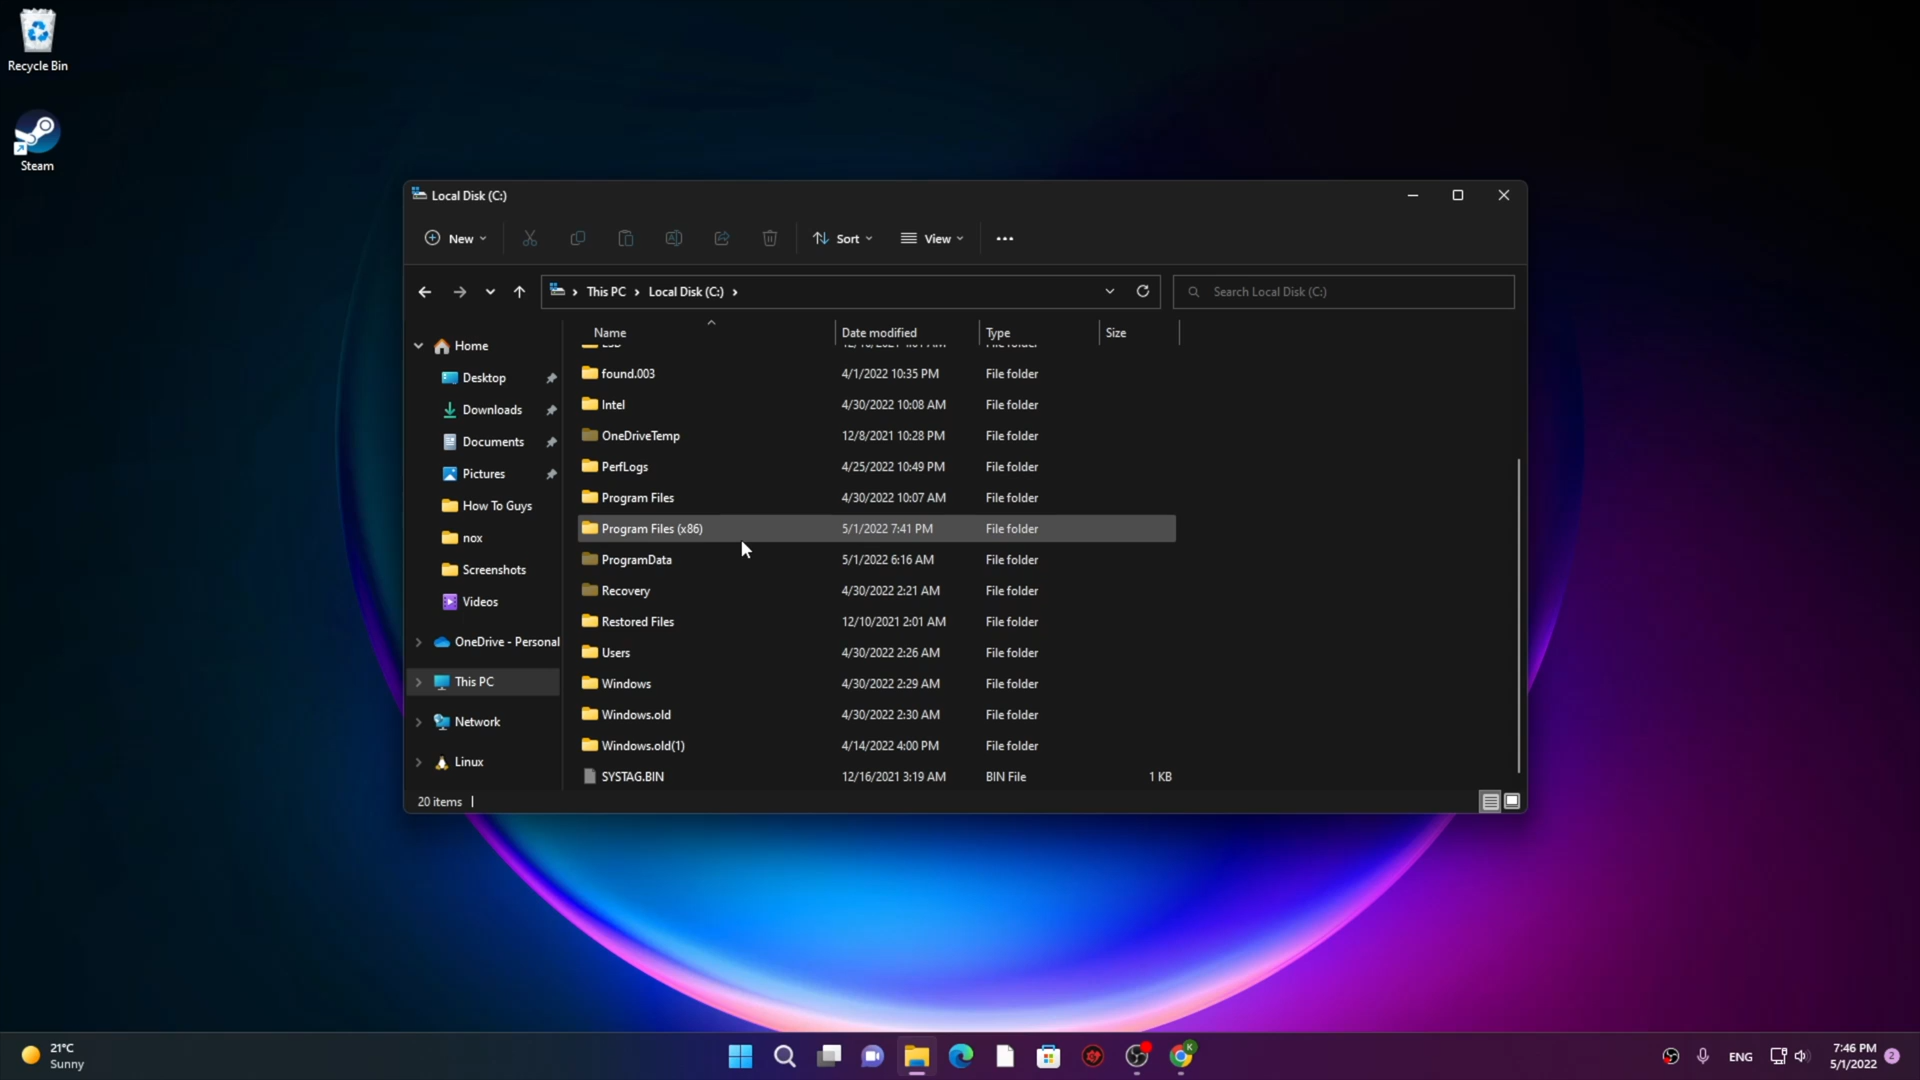 Recycle Bin
Steam
Local Disk (C:)
New
Sort
View
This PC
Local Disk (C:)
Search Local Disk (C:)
Name
Date modified
Type
Size
Home
Desktop
Downloads
Documents
Pictures
How To Guys
nox
Screenshots
Videos
OneDrive - Personal
This PC
Network
Linux
found.003 4/1/2022 10:35 PM File folder
Intel 4/30/2022 10:08 AM File folder
OneDriveTemp 12/8/2021 10:28 PM File folder
PerfLogs 4/25/2022 10:49 PM File folder
Program Files 4/30/2022 10:07 AM File folder
Program Files (x86) 5/1/2022 7:41 PM File folder
ProgramData 5/1/2022 6:16 AM File folder
Recovery 4/30/2022 2:21 AM File folder
Restored Files 12/10/2021 2:01 AM File folder
Users 4/30/2022 2:26 AM File folder
Windows 4/30/2022 2:29 AM File folder
Windows.old 4/30/2022 2:30 AM File folder
Windows.old(1) 4/14/2022 4:00 PM File folder
SYSTAG.BIN 12/16/2021 3:19 AM BIN File 1 KB
20 items
21°C
Sunny
K
ENG
7:46 PM
5/1/2022
2